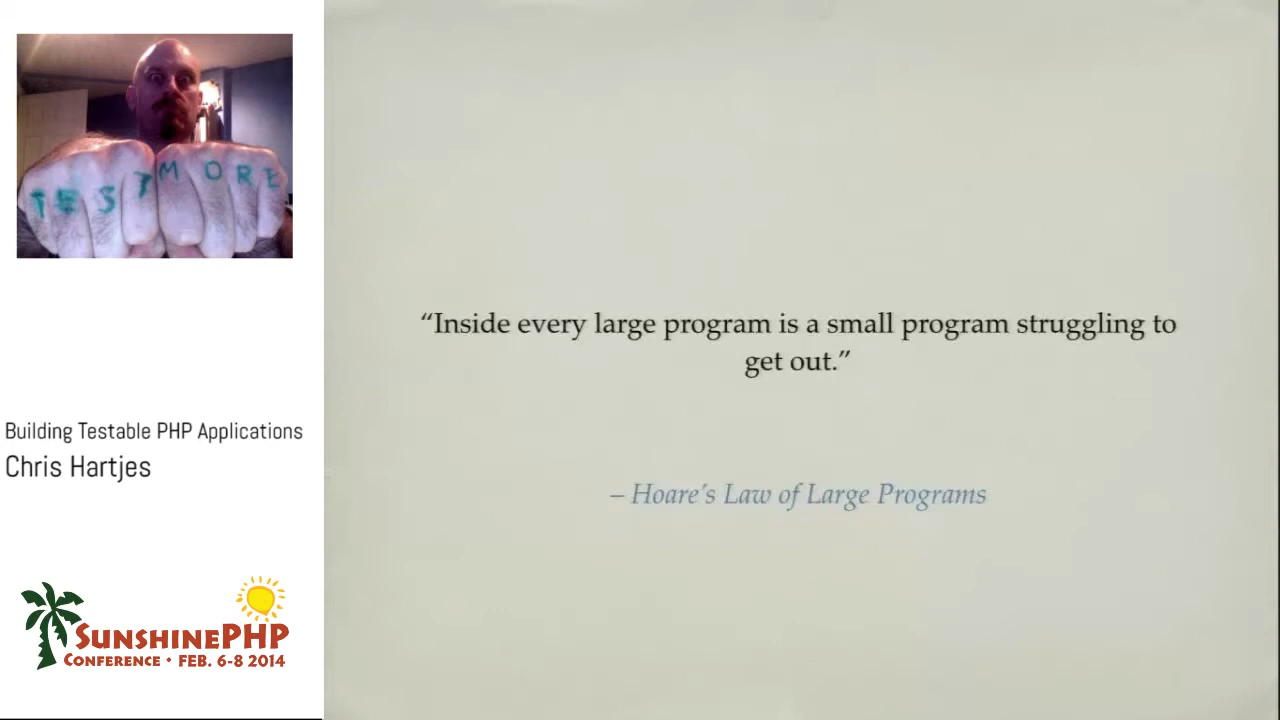 TEST MORE
“Inside every large program is a small program struggling to
get out.”
– Hoare’s Law of Large Programs
Building Testable PHP Applications
Chris Hartjes
SUNSHINEPHP
CONFERENCE • FEB. 6-8 2014